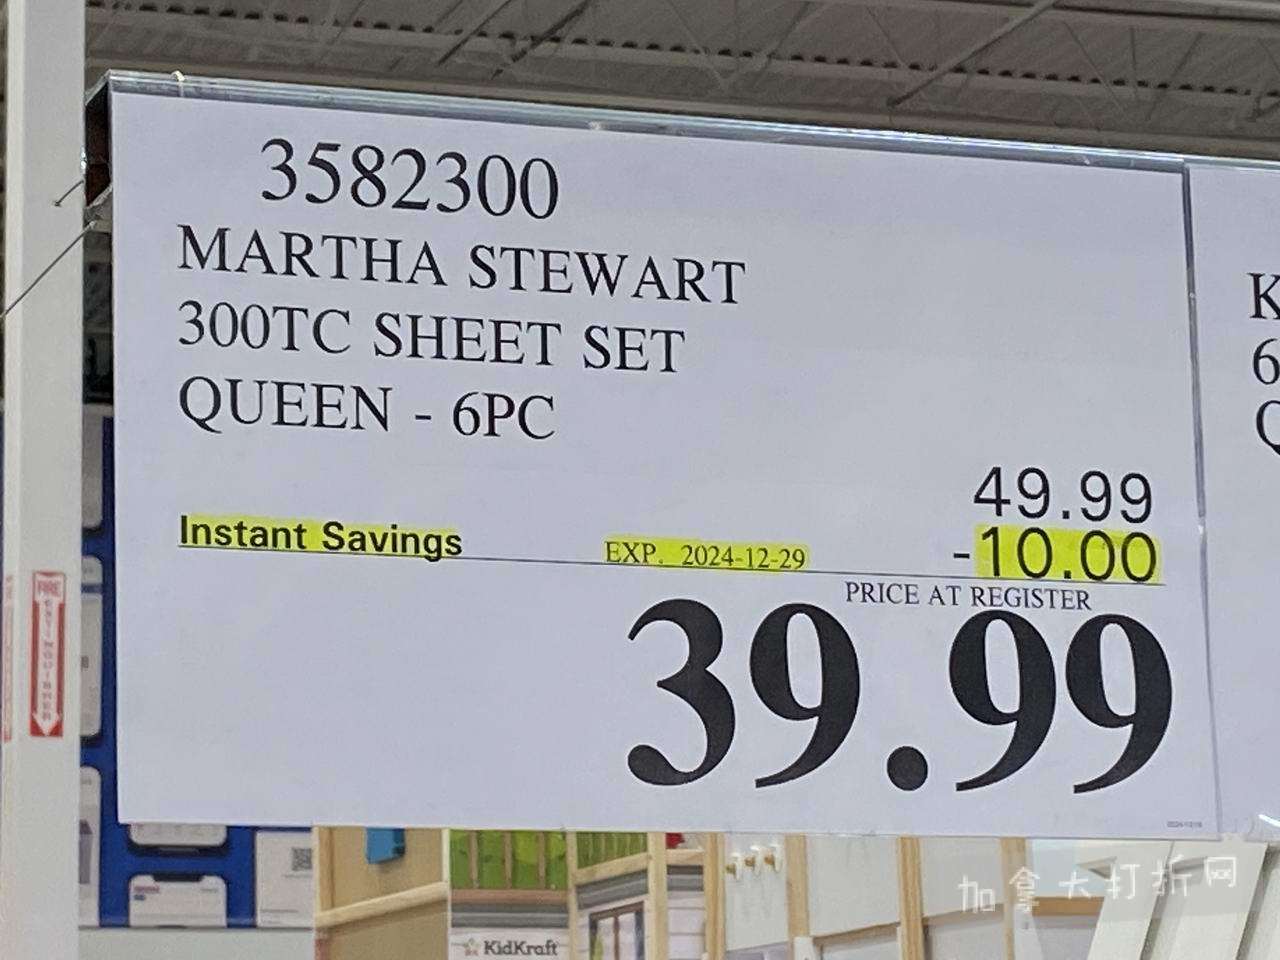 3582300
MARTHA STEWART
300TC SHEET SET
QUEEN - 6PC
49.99
Instant Savings EXP. 2024-12-29 -10.00
PRICE AT REGISTER
39.99
K
6
Q
FIRE EXTINGUISHER
KidKraft
加拿大打折网